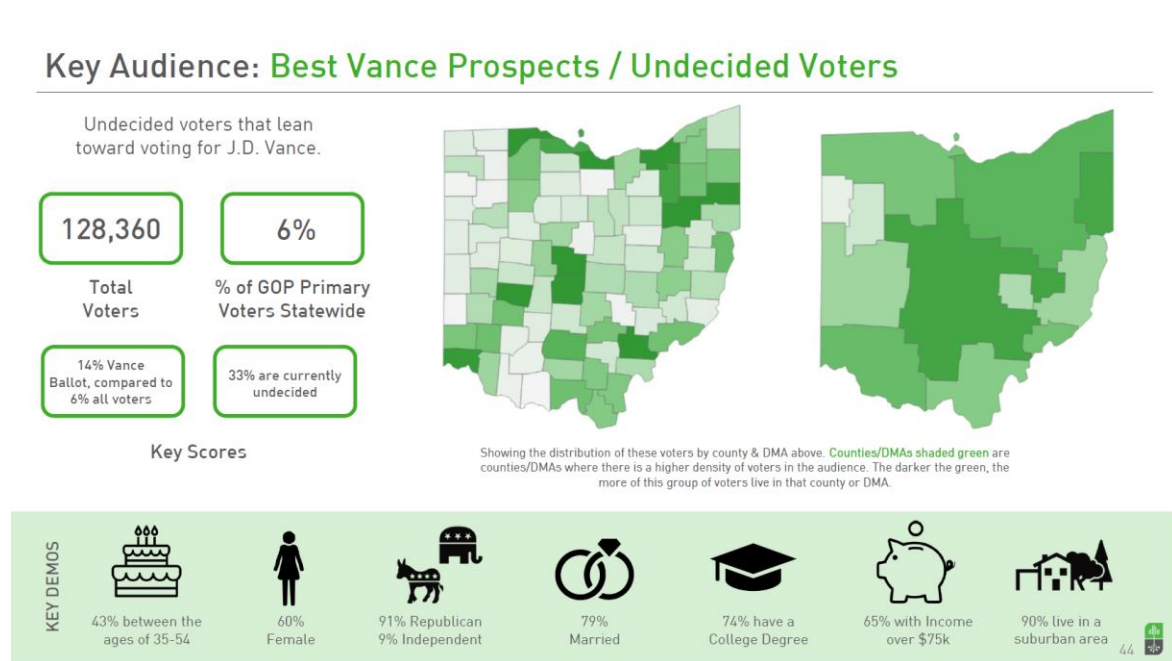 Key Audience: Best Vance Prospects / Undecided Voters
Undecided voters that lean
toward voting for J.D. Vance.
128,360
Total
Voters
6%
% of GOP Primary
Voters Statewide
14% Vance
Ballot, compared to
6% all voters
33% are currently
undecided
Key Scores
Showing the distribution of these voters by county & DMA above. Counties/DMAs shaded green are
counties/DMAs where there is a higher density of voters in the audience. The darker the green, the
more of this group of voters live in that county or DMA.
KEY DEMOS
43% between the
ages of 35-54
60%
Female
91% Republican
9% Independent
79%
Married
74% have a
College Degree
65% with Income
over $75k
90% live in a
suburban area
44